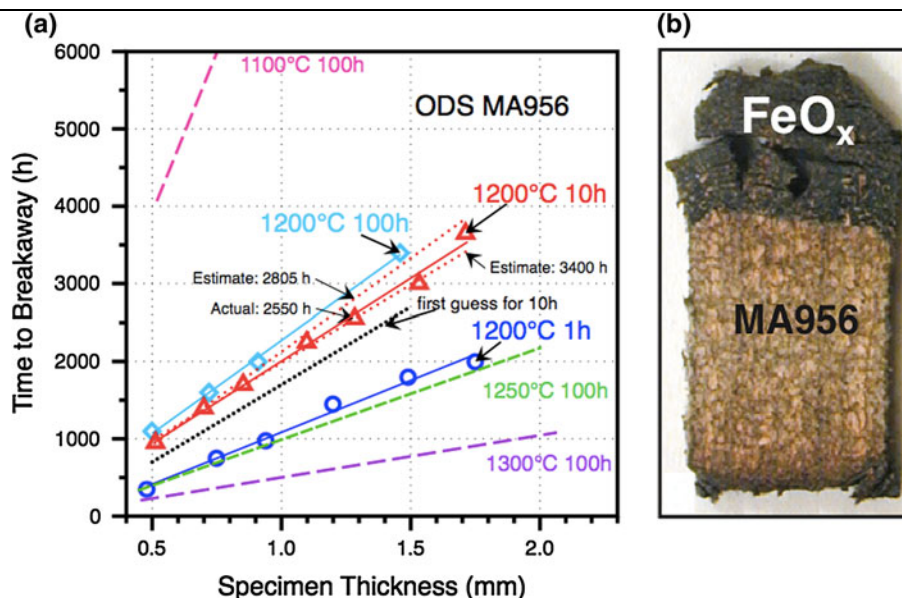 (a)
(b)
6000
5000
4000
3000
2000
1000
0
Time to Breakaway (h)
1100°C 100h
ODS MA956
1200°C 100h
1200°C 10h
Estimate: 2805 h
Estimate: 3400 h
Actual: 2550 h
first guess for 10h
1200°C 1h
1250°C 100h
1300°C 100h
0.5
1.0
1.5
2.0
Specimen Thickness (mm)
FeOₓ
MA956